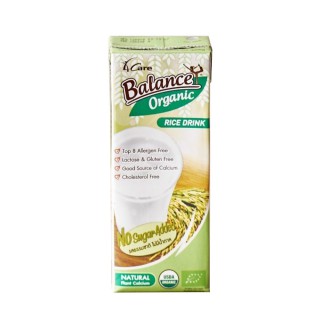 4Care
Balance
Organic
RICE DRINK
Top 8 Allergen Free
Lactose & Gluten Free
Good Source of Calcium
Cholesterol Free
NO Sugar Added
NATURAL
Plant Calcium
USDA
ORGANIC